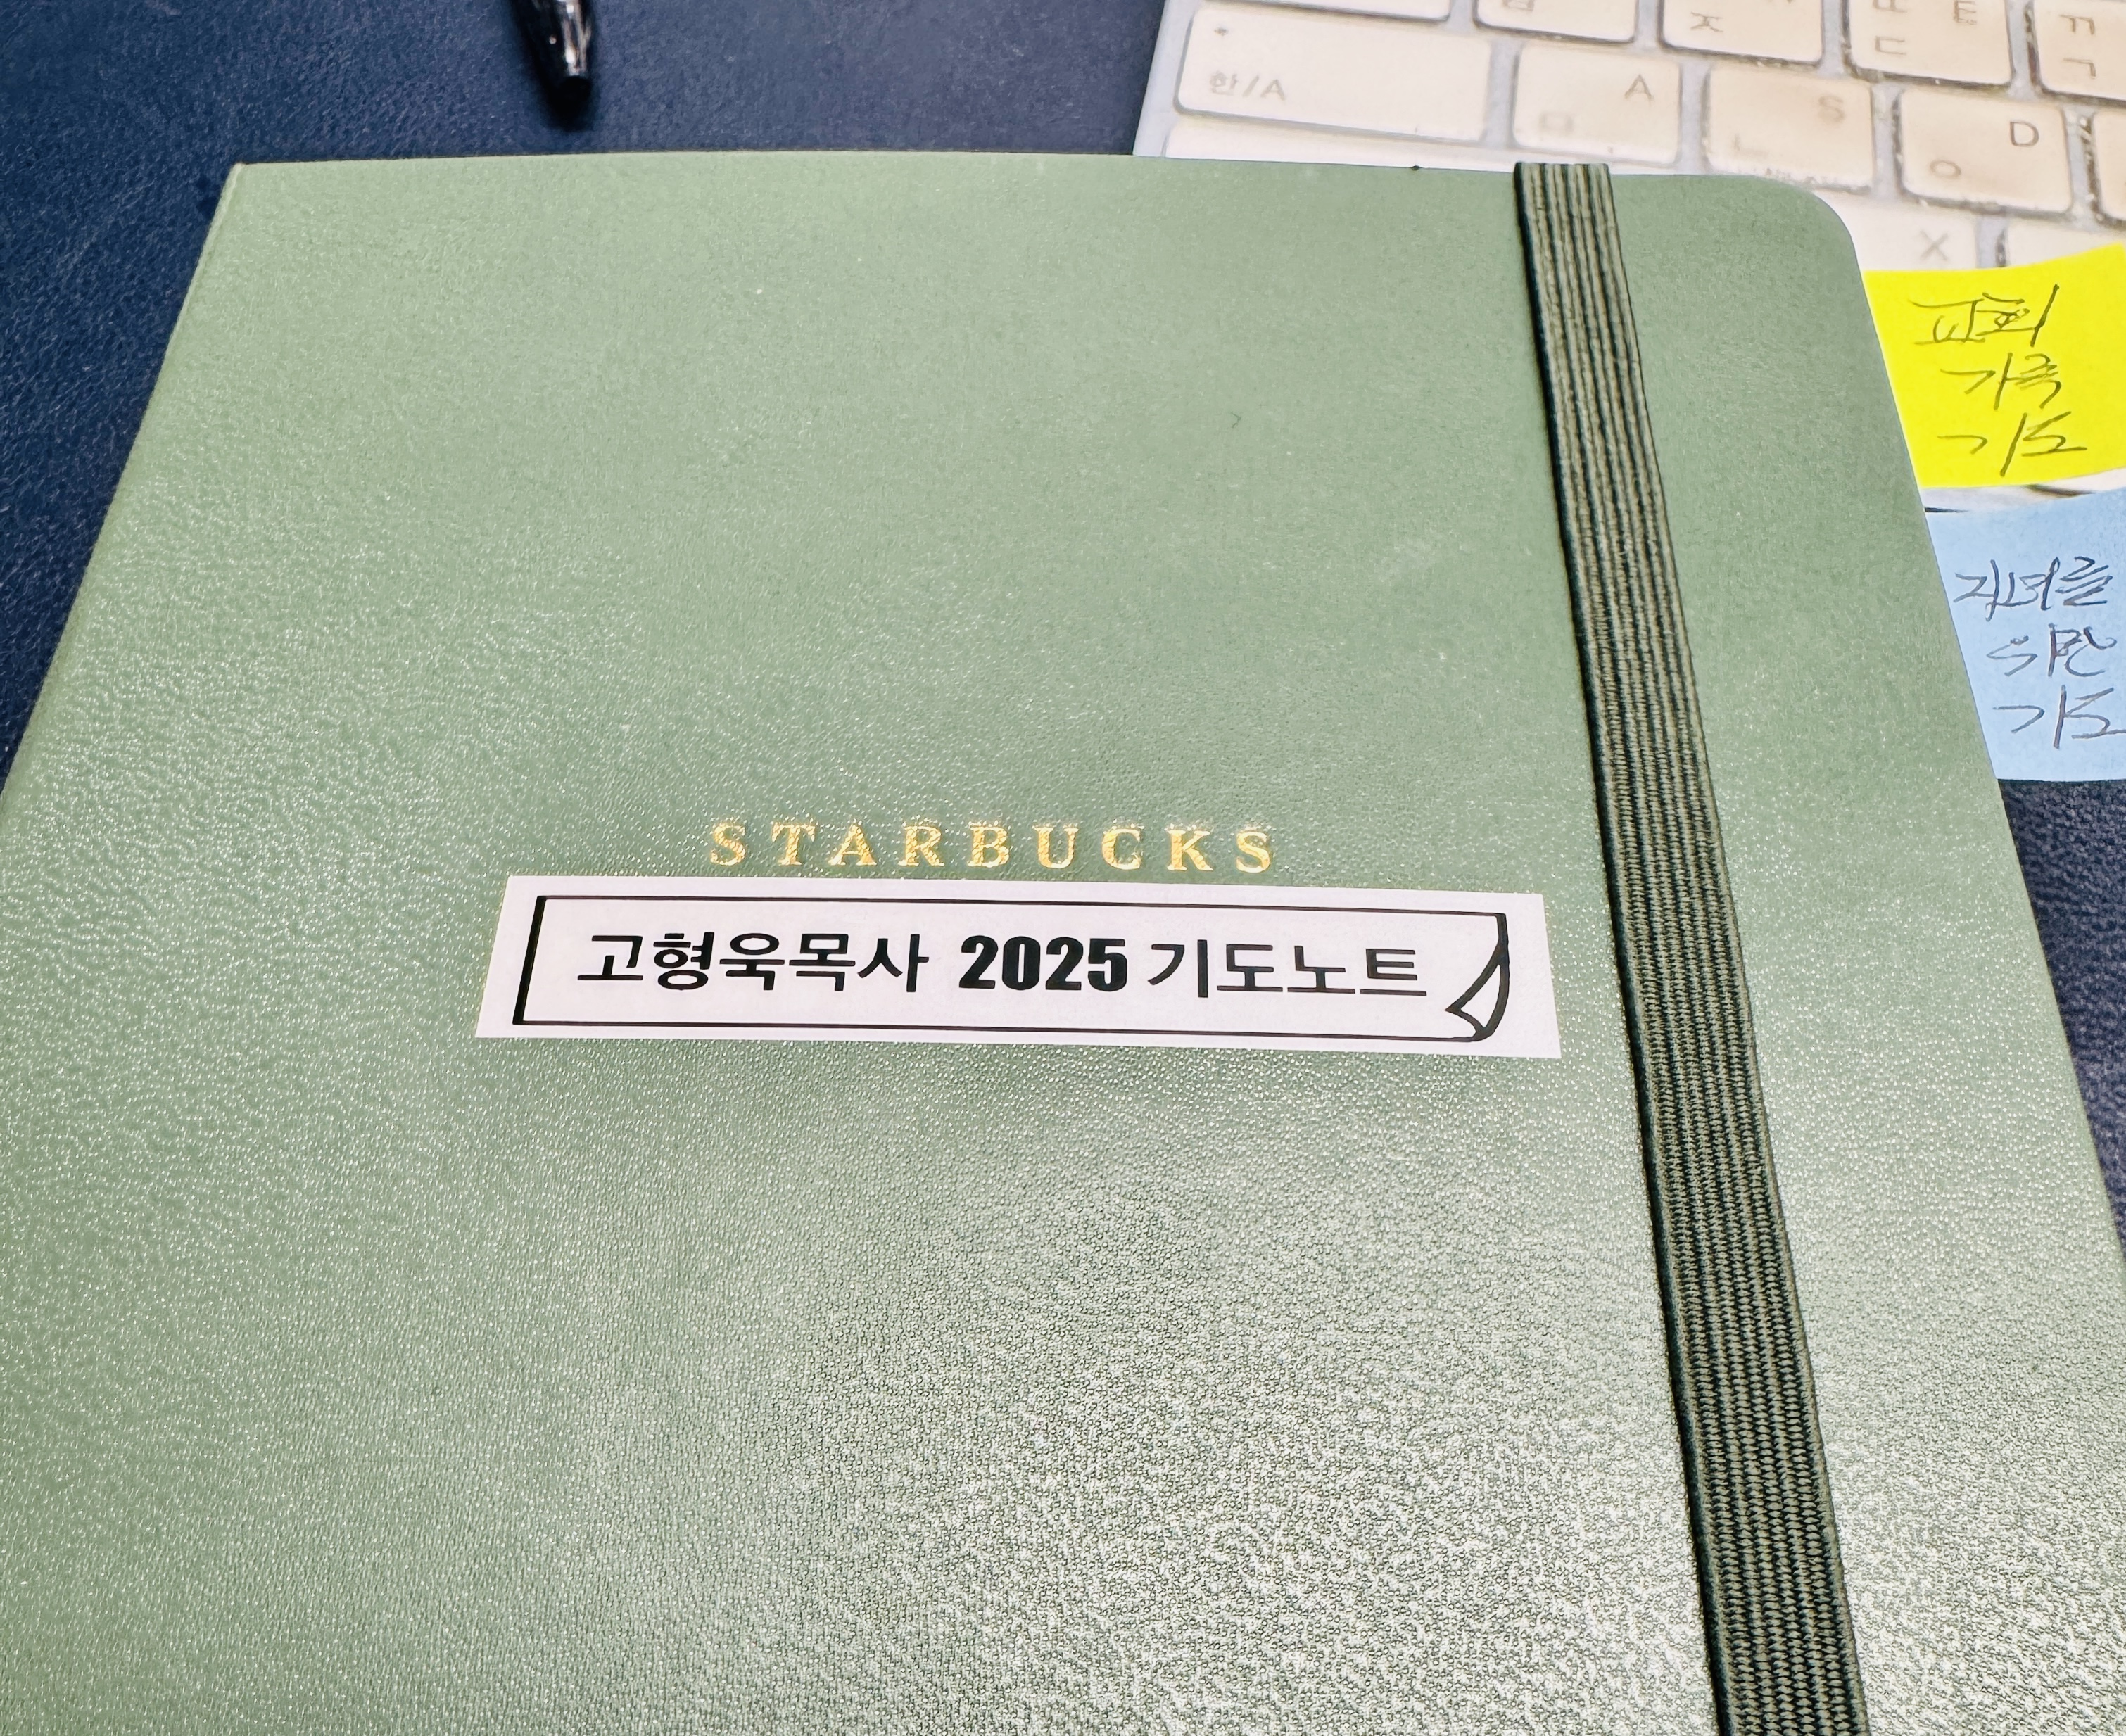 한/A
A
S
D
X
ㅈ
ㄷ
ㄱ
ㅇ
교회
가족
기도
자녀를
위한
기도
STARBUCKS
고형욱목사 2025 기도노트